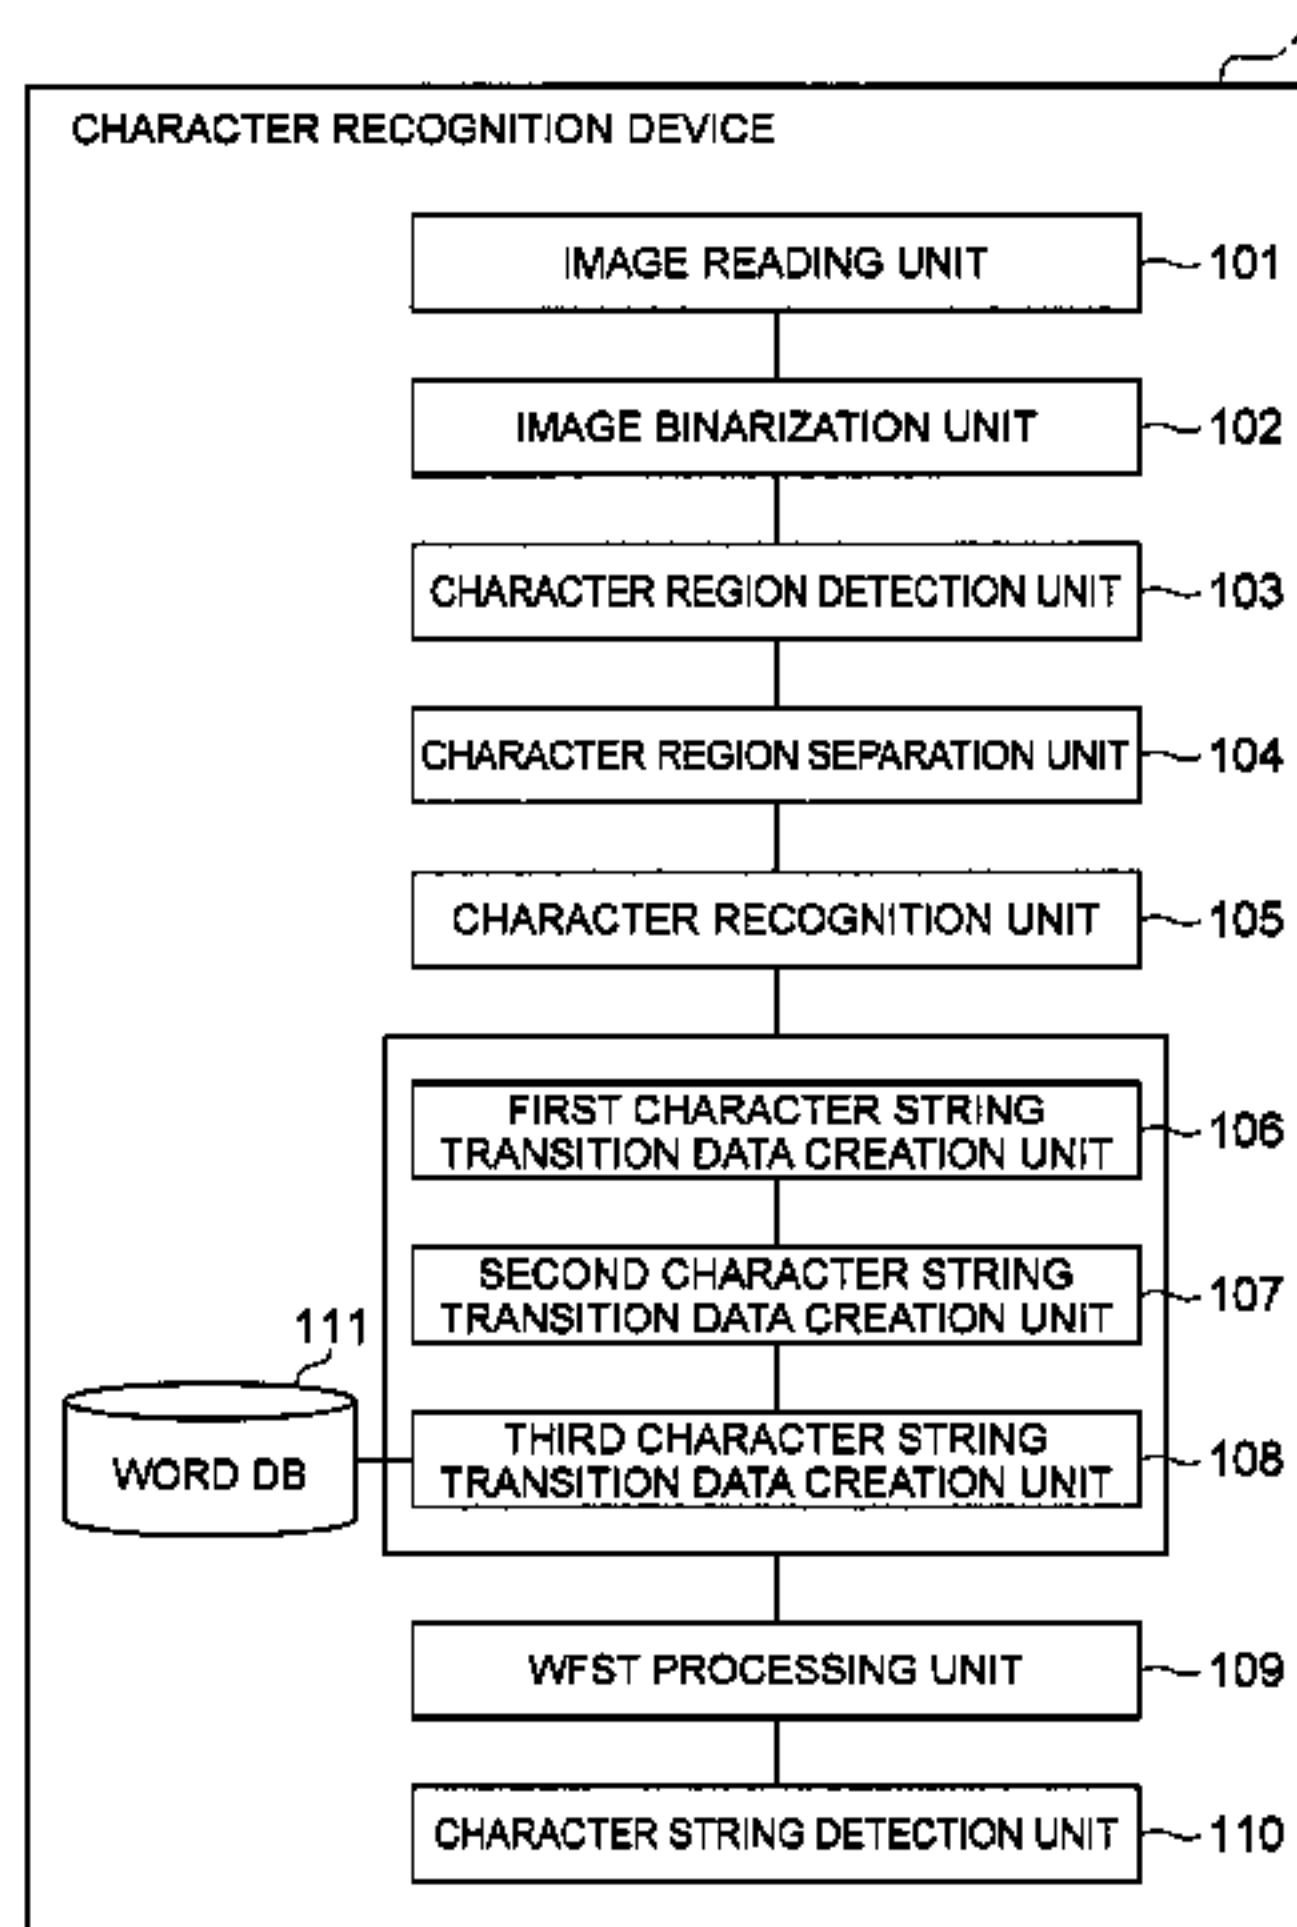 CHARACTER RECOGNITION DEVICE
IMAGE READING UNIT
101
IMAGE BINARIZATION UNIT
102
CHARACTER REGION DETECTION UNIT
103
CHARACTER REGION SEPARATION UNIT
104
CHARACTER RECOGNITION UNIT
105
FIRST CHARACTER STRING
TRANSITION DATA CREATION UNIT
106
SECOND CHARACTER STRING
TRANSITION DATA CREATION UNIT
107
111
WORD DB
THIRD CHARACTER STRING
TRANSITION DATA CREATION UNIT
108
WFST PROCESSING UNIT
109
CHARACTER STRING DETECTION UNIT
110